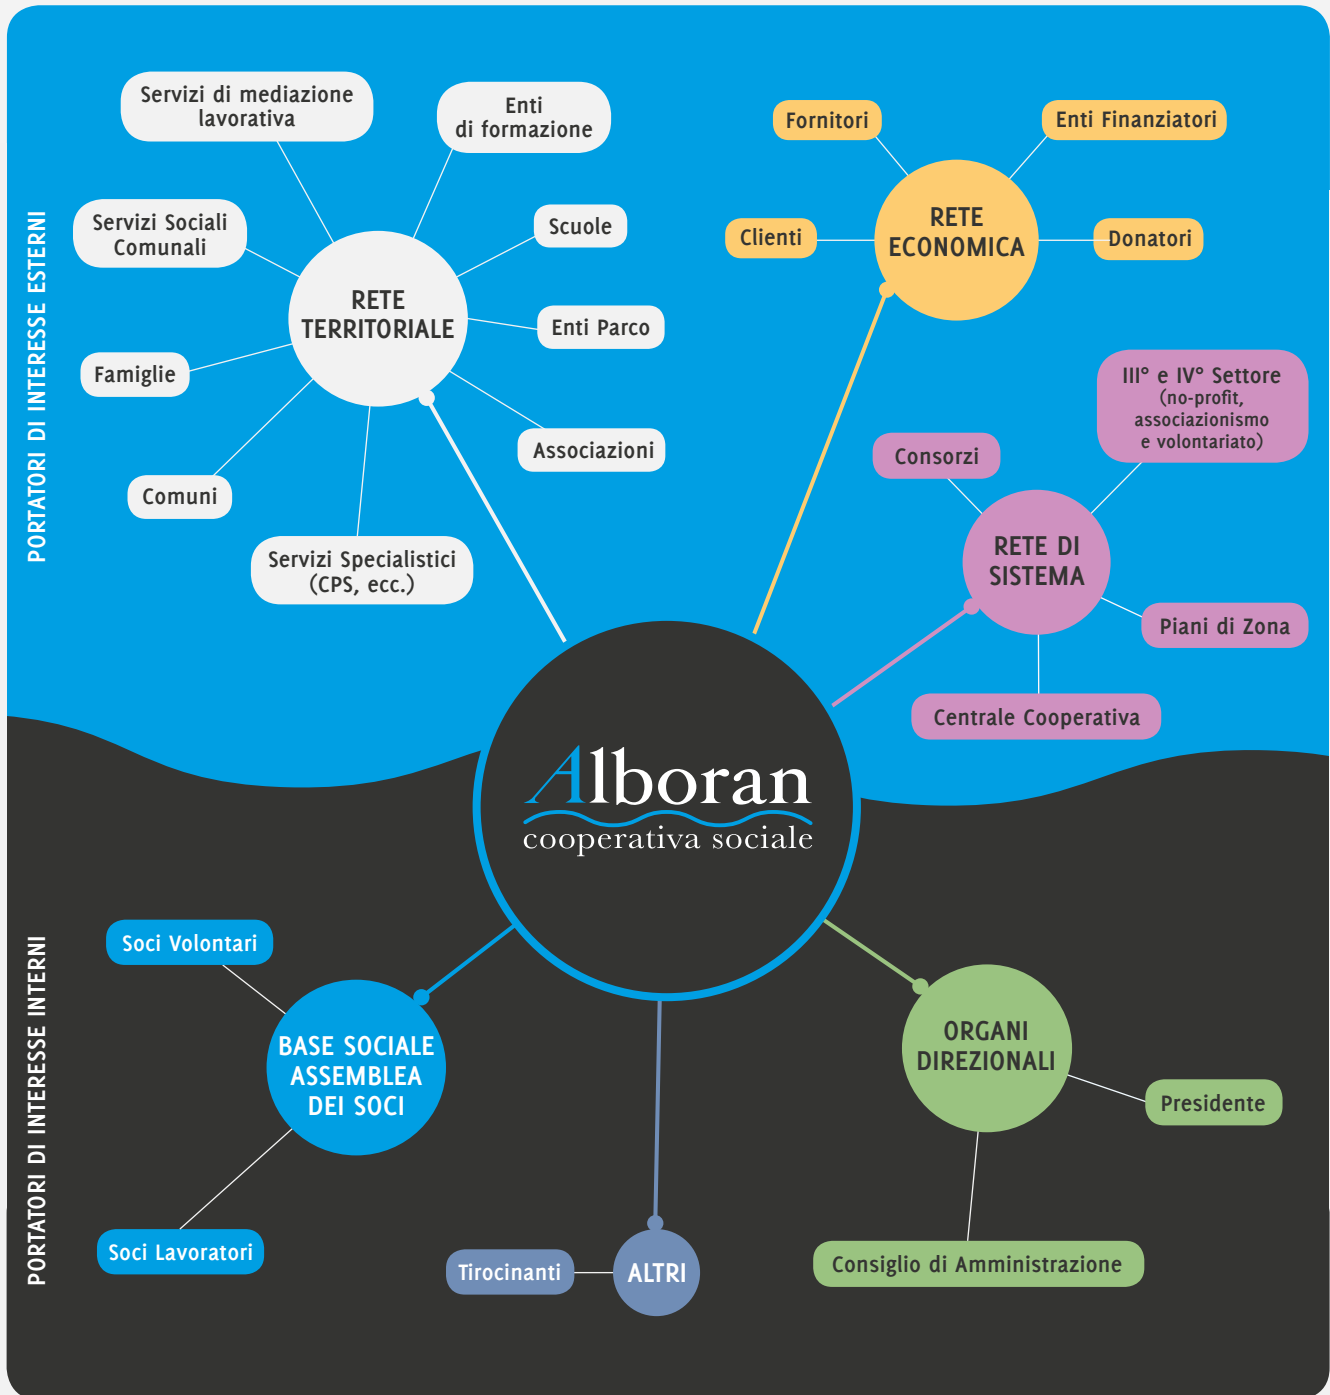 PORTATORI DI INTERESSE ESTERNI
Servizi di mediazione
lavorativa
Enti
di formazione
Servizi Sociali
Comunali
Scuole
RETE
TERRITORIALE
Enti Parco
Famiglie
Associazioni
Comuni
Servizi Specialistici
(CPS, ecc.)
Fornitori
Enti Finanziatori
RETE
ECONOMICA
Clienti
Donatori
III° e IV° Settore
(no-profit,
associazionismo
e volontariato)
Consorzi
RETE DI
SISTEMA
Piani di Zona
Centrale Cooperativa
Alboran
cooperativa sociale
PORTATORI DI INTERESSE INTERNI
Soci Volontari
BASE SOCIALE
ASSEMBLEA
DEI SOCI
Soci Lavoratori
Tirocinanti
ALTRI
ORGANI
DIREZIONALI
Presidente
Consiglio di Amministrazione